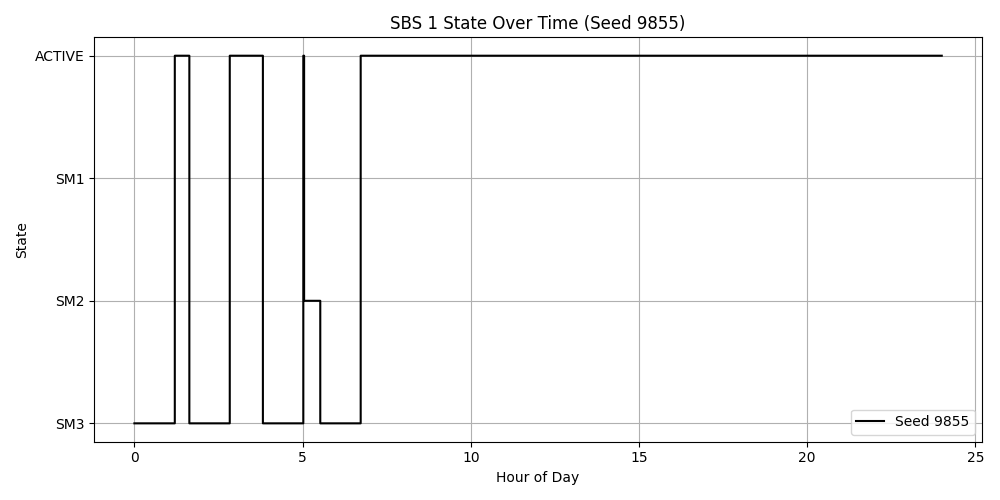 SBS 1 State Over Time (Seed 9855)
ACTIVE
SM1
SM2
SM3
State
0 5 10 15 20 25
Hour of Day
Seed 9855